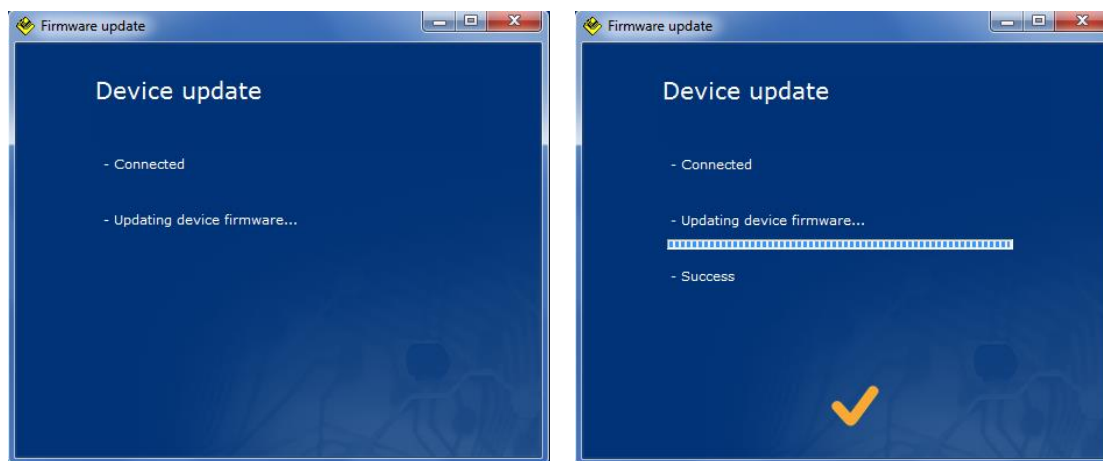 Firmware update
Device update
- Connected
- Updating device firmware...
Firmware update
Device update
- Connected
- Updating device firmware...
- Success